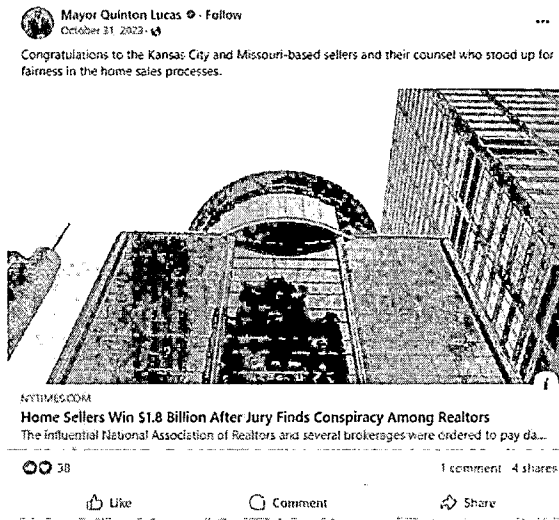 Mayor Quinton Lucas · Follow
October 31, 2023 ·
Congratulations to the Kansas City and Missouri-based sellers and their counsel who stood up for
fairness in the home sales processes.
NYTIMES.COM
Home Sellers Win $1.8 Billion After Jury Finds Conspiracy Among Realtors
The influential National Association of Realtors and several brokerages were ordered to pay da...
38
1 comment 4 shares
Like
Comment
Share